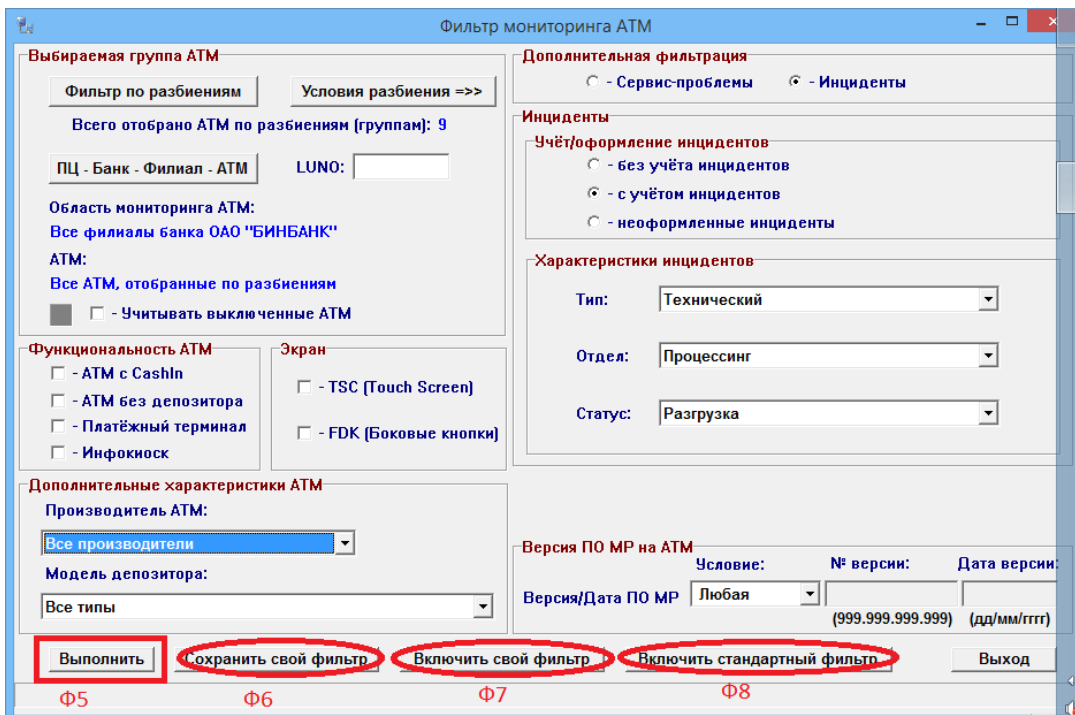 Фильтр мониторинга АТМ
Выбираемая группа АТМ
Фильтр по разбиениям
Условия разбиения =>>
Всего отобрано АТМ по разбиениям (группам): 9
ПЦ - Банк - Филиал - АТМ
LUNO:
Область мониторинга АТМ:
Все филиалы банка ОАО "БИНБАНК"
АТМ:
Все АТМ, отобранные по разбиениям
- Учитывать выключенные АТМ
Функциональность АТМ
- АТМ с CashIn
- АТМ без депозитора
- Платёжный терминал
- Инфокиоск
Экран
- TSC (Touch Screen)
- FDK (Боковые кнопки)
Дополнительные характеристики АТМ
Производитель АТМ:
Все производители
Модель депозитора:
Все типы
Дополнительная фильтрация
- Сервис-проблемы
- Инциденты
Инциденты
Учёт/оформление инцидентов
- без учёта инцидентов
- с учётом инцидентов
- неоформленные инциденты
Характеристики инцидентов
Тип:
Технический
Отдел:
Процессинг
Статус:
Разгрузка
Версия ПО МР на АТМ
Условие:
№ версии:
Дата версии:
Версия/Дата ПО МР
Любая
(999.999.999.999)
(дд/мм/гггг)
Выполнить
Сохранить свой фильтр
Включить свой фильтр
Включить стандартный фильтр
Выход
Ф5
Ф6
Ф7
Ф8